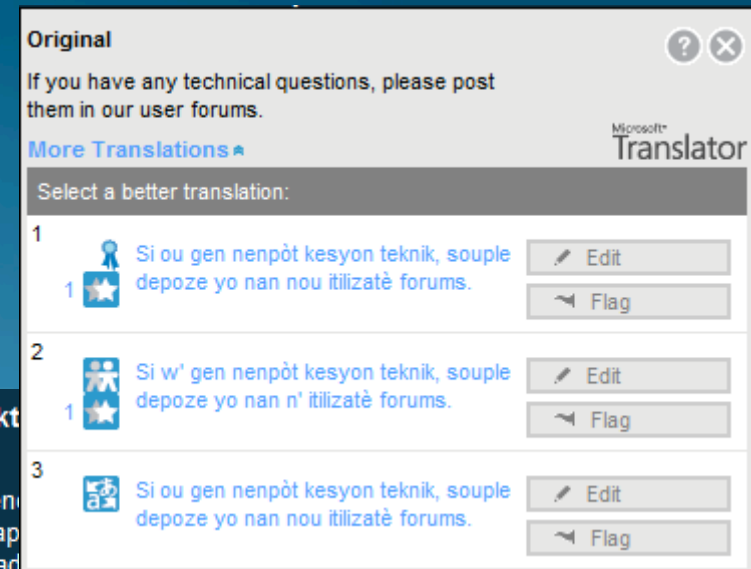 Original
If you have any technical questions, please post
them in our user forums.
More Translations
Microsoft®
Translator
Select a better translation:
1
Si ou gen nenpòt kesyon teknik, souple
depoze yo nan nou itilizatè forums.
1
Edit
Flag
2
Si w' gen nenpòt kesyon teknik, souple
depoze yo nan n' itilizatè forums.
1
Edit
Flag
3
Si ou gen nenpòt kesyon teknik, souple
depoze yo nan nou itilizatè forums.
Edit
Flag